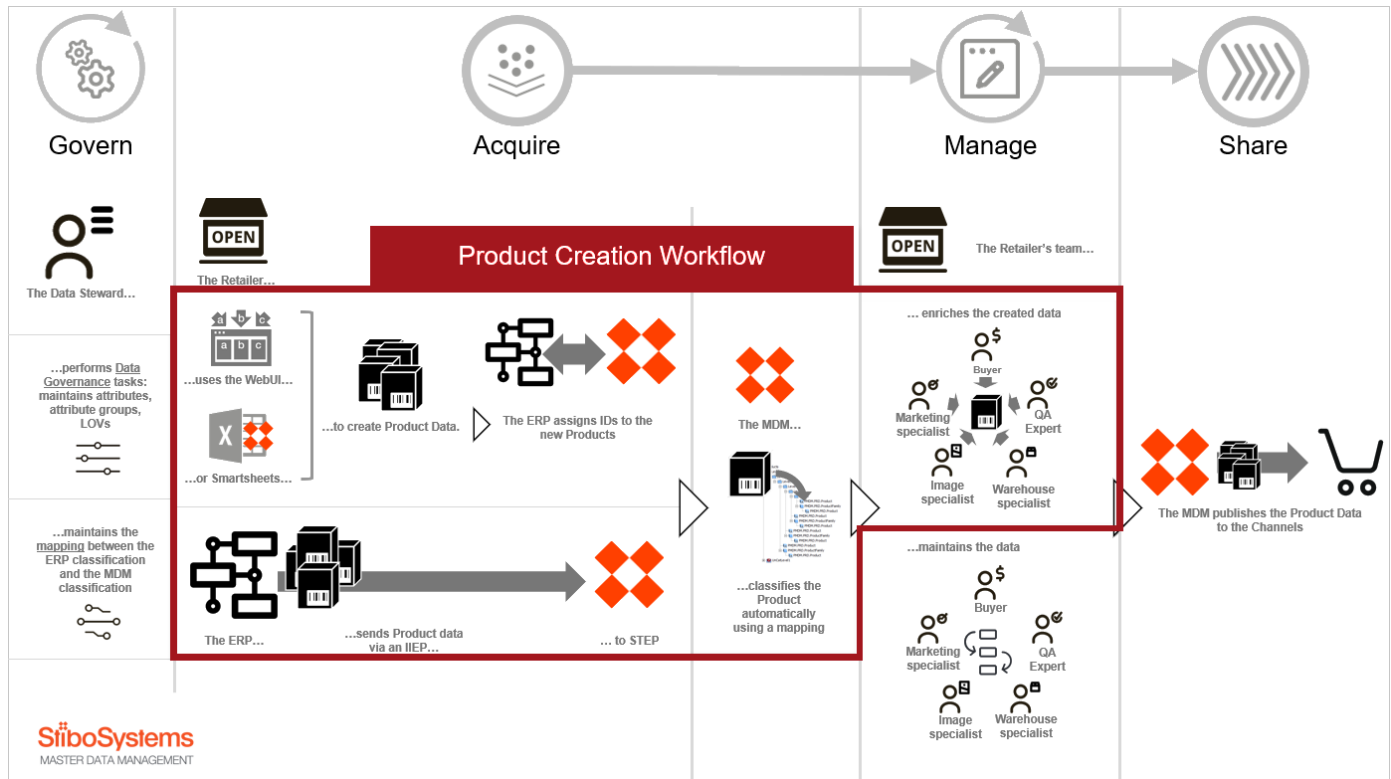 Govern
Acquire
Manage
Share
The Data Steward…
…performs Data
Governance tasks:
maintains attributes,
attribute groups,
LOVs
…maintains the
mapping between the
ERP classification
and the MDM
classification
OPEN
The Retailer…
Product Creation Workflow
a b c
a b c
…uses the WebUI…
X
…or Smartsheets…
…to create Product Data.
The ERP assigns IDs to the
new Products
The ERP…
…sends Product data
via an IIEP…
… to STEP
The MDM…
…classifies the
Product
automatically
using a mapping
OPEN
The Retailer's team…
… enriches the created data
$
Buyer
Marketing
specialist
QA
Expert
Image
specialist
Warehouse
specialist
…maintains the data
$
Buyer
Marketing
specialist
QA
Expert
Image
specialist
Warehouse
specialist
The MDM publishes the Product Data
to the Channels
StiboSystems
MASTER DATA MANAGEMENT